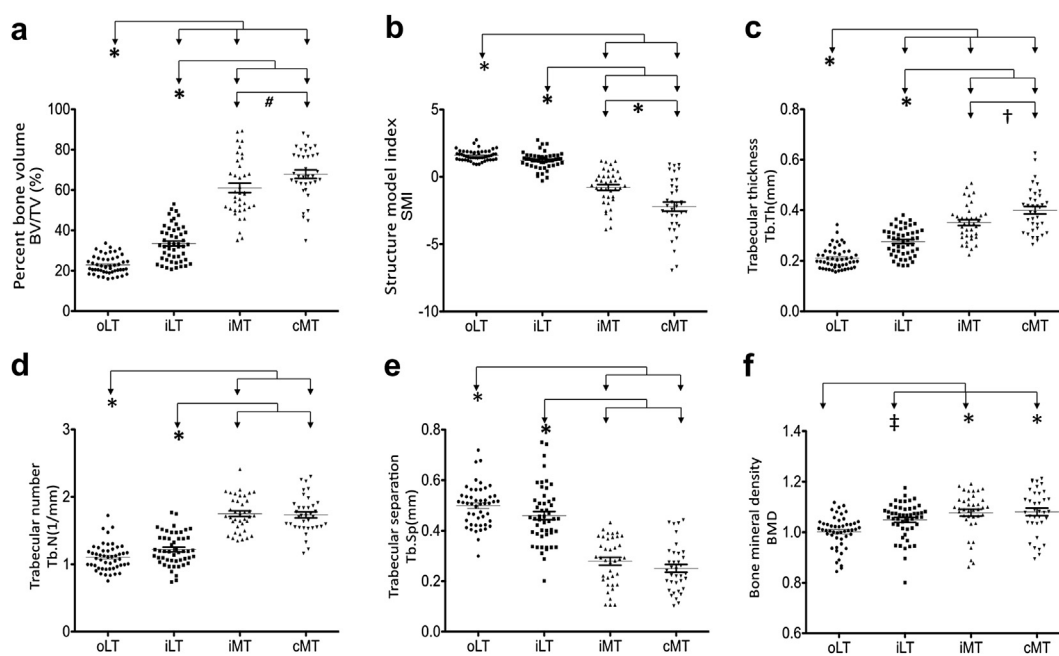 a
*
*
#
Percent bone volume
BV/TV (%)
100
80
60
40
20
0
oLT iLT iMT cMT
b
*
*
*
Structure model index
SMI
5
0
-5
-10
oLT iLT iMT cMT
c
*
*
†
Trabecular thickness
Tb.Th(mm)
0.8
0.6
0.4
0.2
0.0
oLT iLT iMT cMT
d
*
*
Trabecular number
Tb.N(1/mm)
3
2
1
0
oLT iLT iMT cMT
e
*
*
Trabecular separation
Tb.Sp(mm)
0.8
0.6
0.4
0.2
0.0
oLT iLT iMT cMT
f
‡ * *
Bone mineral density
BMD
1.4
1.2
1.0
0.8
0.6
oLT iLT iMT cMT